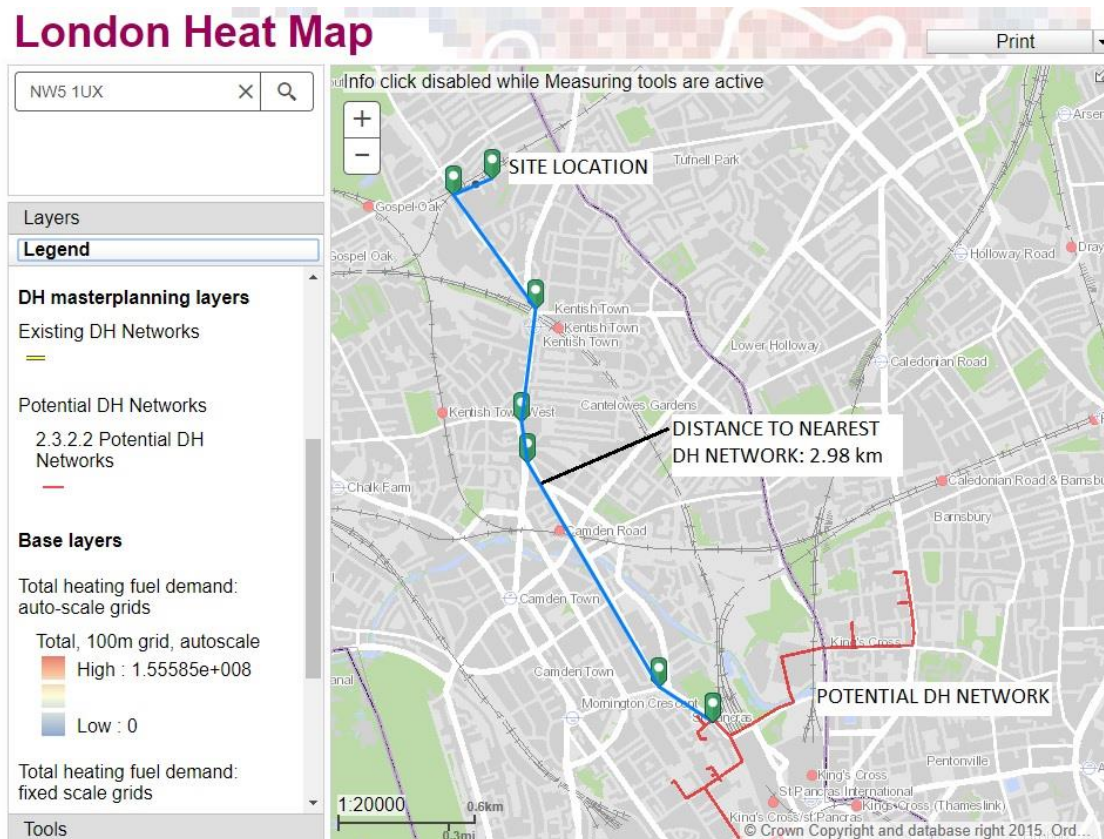 London Heat Map
Print
NW5 1UX
Info click disabled while Measuring tools are active
+
−
Layers
Legend
DH masterplanning layers
Existing DH Networks
Potential DH Networks
2.3.2.2 Potential DH
Networks
Base layers
Total heating fuel demand:
auto-scale grids
Total, 100m grid, autoscale
High : 1.55585e+008
Low : 0
Total heating fuel demand:
fixed scale grids
Tools
SITE LOCATION
Tufnell Park
Gospel-Oak
Gospel Oak
Holloway Road
Kentish Town
Kentish Town
Kentish Town
Lower Holloway
Caledonian Road
Cantelowes Gardens
DISTANCE TO NEAREST
DH NETWORK: 2.98 km
Chalk Farm
Caledonian Road & Barnsbu
Barnsbury
Camden Road
Camden Town
King's Cross
Camden Town
POTENTIAL DH NETWORK
Mornington Crescent
Pentonville
King's Cross
St Pancras International
Kings Cross (Thameslink)
King's Cross/st Pancras
1:20000
0.6km
0.3mi
© Crown Copyright and database right 2015, Ord...